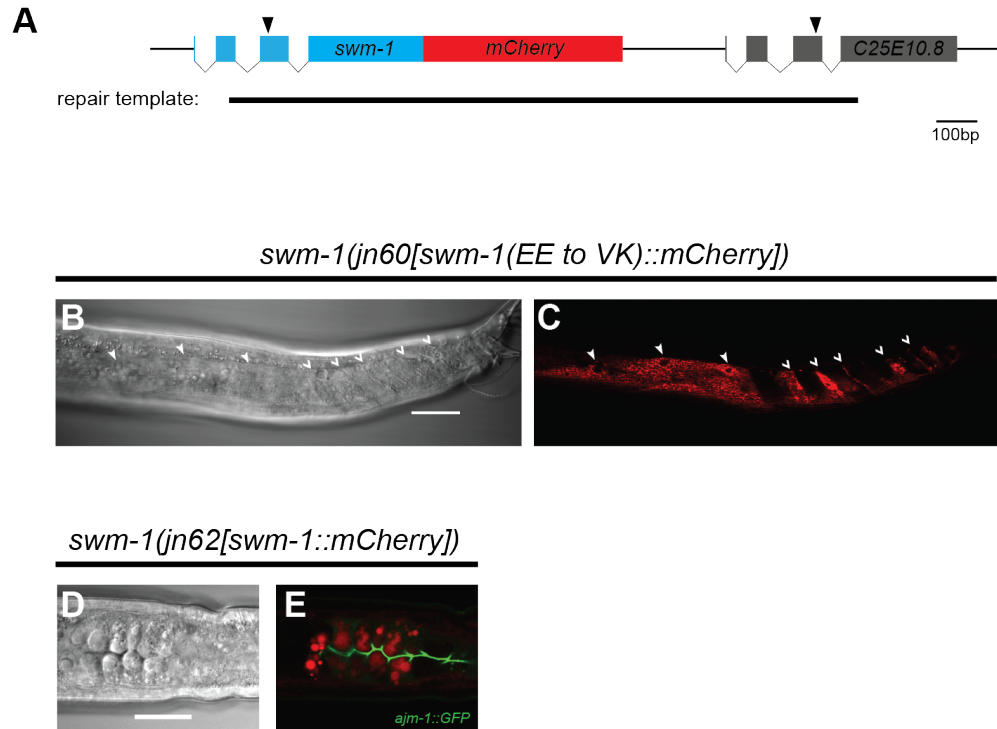 A
swm-1 mCherry C25E10.8
repair template:
100bp
swm-1(jn60[swm-1(EE to VK)::mCherry])
B C
swm-1(jn62[swm-1::mCherry])
D E
ajm-1::GFP